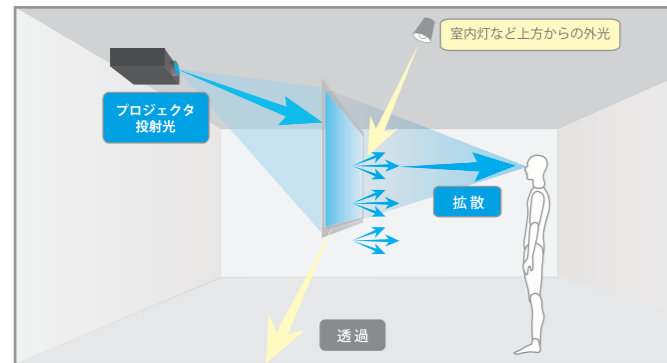 室内灯など上方からの外光
プロジェクタ
投射光
拡散
透過